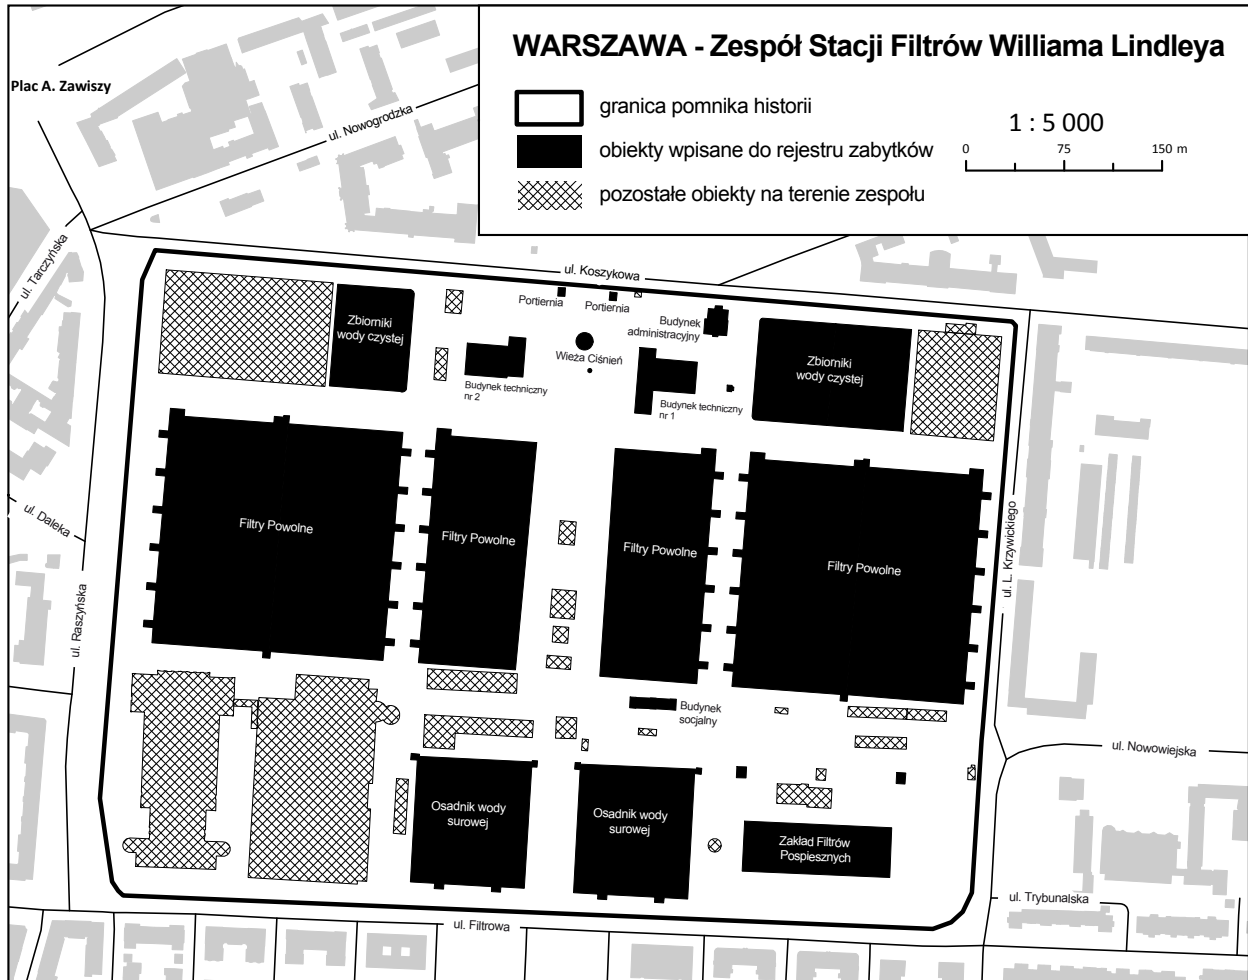 WARSZAWA - Zespół Stacji Filtrów Williama Lindleya
granica pomnika historii
obiekty wpisane do rejestru zabytków
pozostałe obiekty na terenie zespołu
1 : 5 000
0 75 150 m
Plac A. Zawiszy
ul. Nowogrodzka
ul. Tarczyńska
ul. Koszykowa
Portiernia
Portiernia
Budynek
administracyjny
Zbiorniki
wody czystej
Wieża Ciśnień
Zbiorniki
wody czystej
Budynek techniczny
nr 2
Budynek techniczny
nr 1
ul. Daleka
ul. Raszyńska
Filtry Powolne
Filtry Powolne
Filtry Powolne
Filtry Powolne
ul. L. Krzywickiego
Budynek
socjalny
ul. Nowowiejska
Osadnik wody
surowej
Osadnik wody
surowej
Zakład Filtrów
Pospiesznych
ul. Trybunalska
ul. Filtrowa